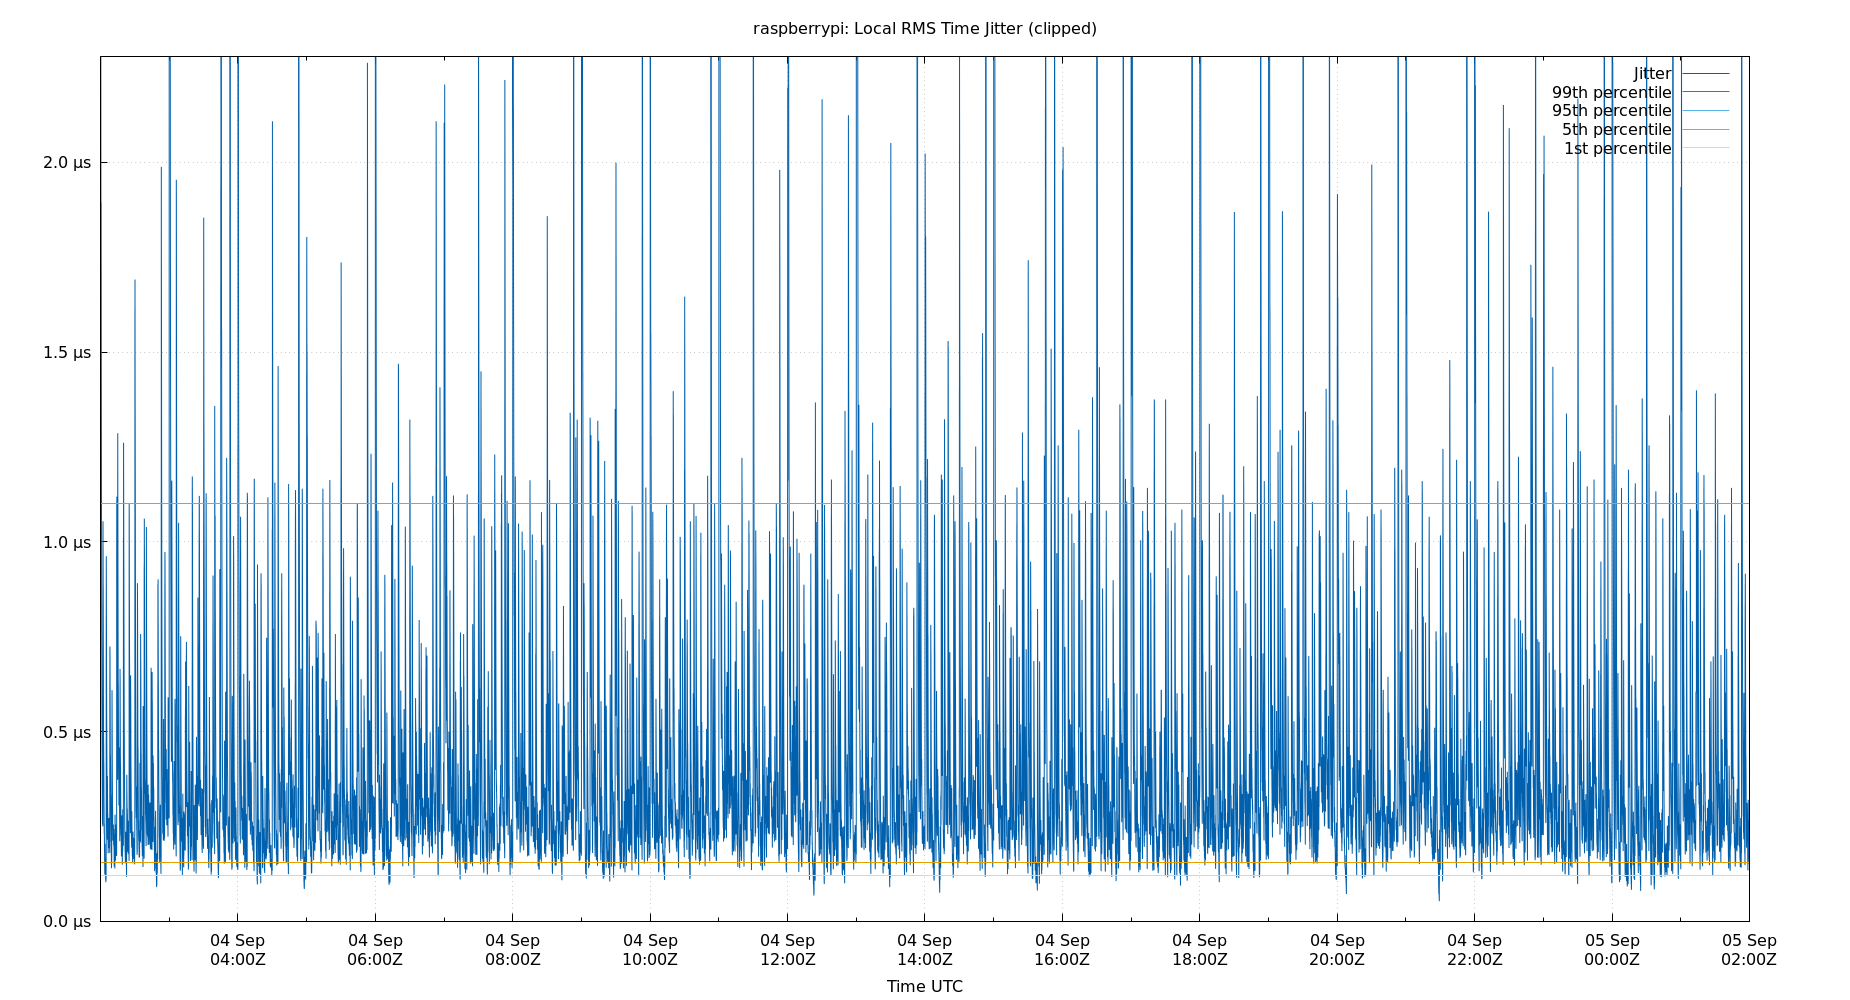 raspberrypi: Local RMS Time Jitter (clipped)
Jitter
99th percentile
95th percentile
5th percentile
1st percentile
2.0 µs
1.5 µs
1.0 µs
0.5 µs
0.0 µs
04 Sep 04 Sep 04 Sep 04 Sep 04 Sep 04 Sep 04 Sep 04 Sep 04 Sep 04 Sep 05 Sep 05 Sep
04:00Z 06:00Z 08:00Z 10:00Z 12:00Z 14:00Z 16:00Z 18:00Z 20:00Z 22:00Z 00:00Z 02:00Z
Time UTC